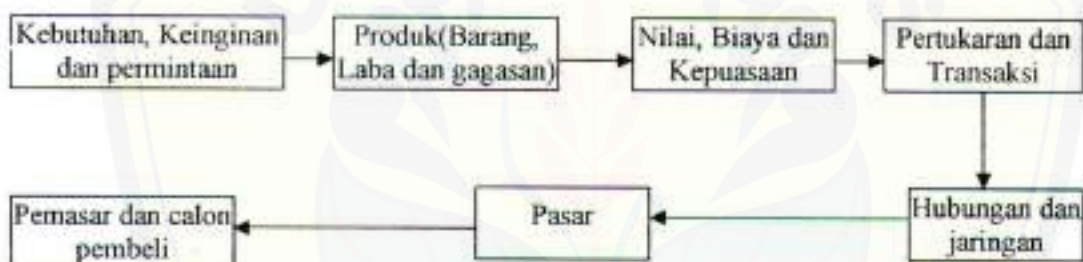 Kebutuhan, Keinginan
dan permintaan
Produk(Barang,
Laba dan gagasan)
Nilai, Biaya dan
Kepuasaan
Pertukaran dan
Transaksi
Hubungan dan
jaringan
Pasar
Pemasar dan calon
pembeli